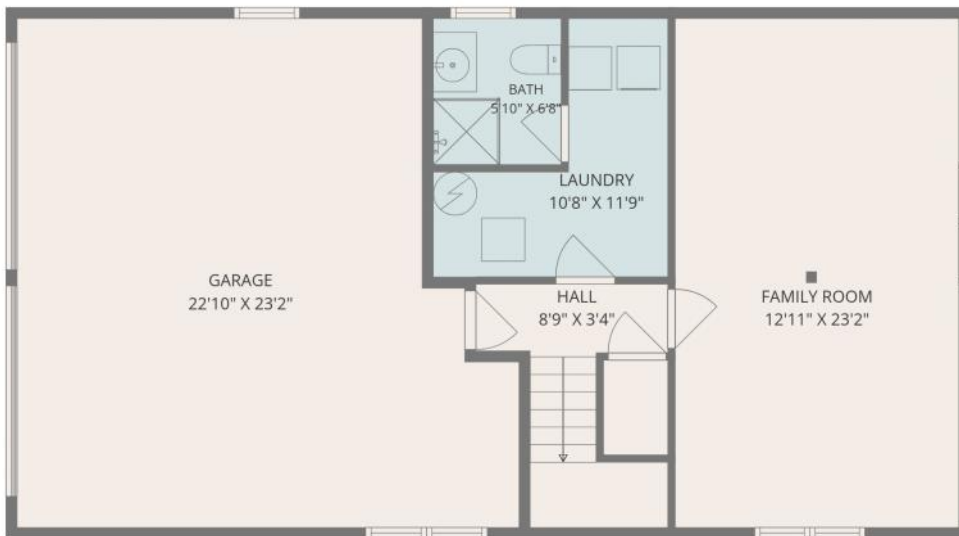 BATH
5'10" X 6'8"
LAUNDRY
10'8" X 11'9"
GARAGE
22'10" X 23'2"
HALL
8'9" X 3'4"
FAMILY ROOM
12'11" X 23'2"